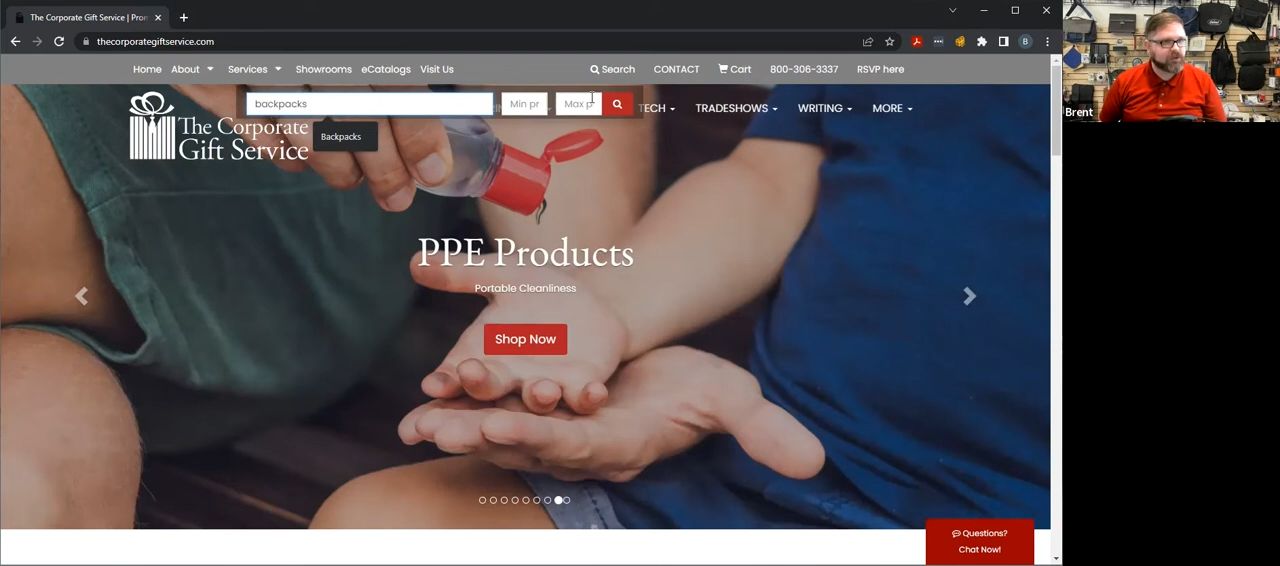 The Corporate Gift Service | Pron
thecorporategiftservice.com
Home About Services Showrooms eCatalogs Visit Us Search CONTACT Cart 800-306-3337 RSVP here
backpacks Min pr Max p TECH TRADESHOWS WRITING MORE
Backpacks
The Corporate
Gift Service
PPE Products
Portable Cleanliness
Shop Now
Questions?
Chat Now!
B
Brent